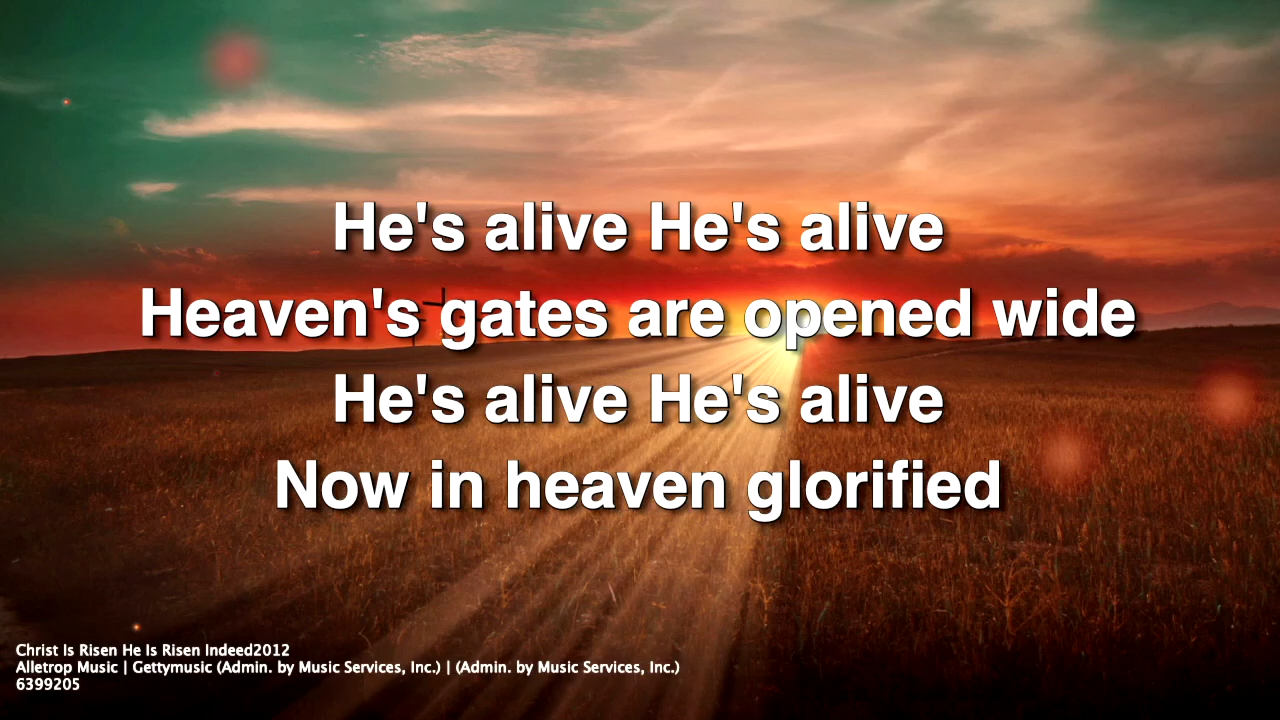 He's alive He's alive
Heaven's gates are opened wide
He's alive He's alive
Now in heaven glorified
Christ Is Risen He Is Risen Indeed2012
Alletrop Music | Gettymusic (Admin. by Music Services, Inc.) | (Admin. by Music Services, Inc.)
6399205